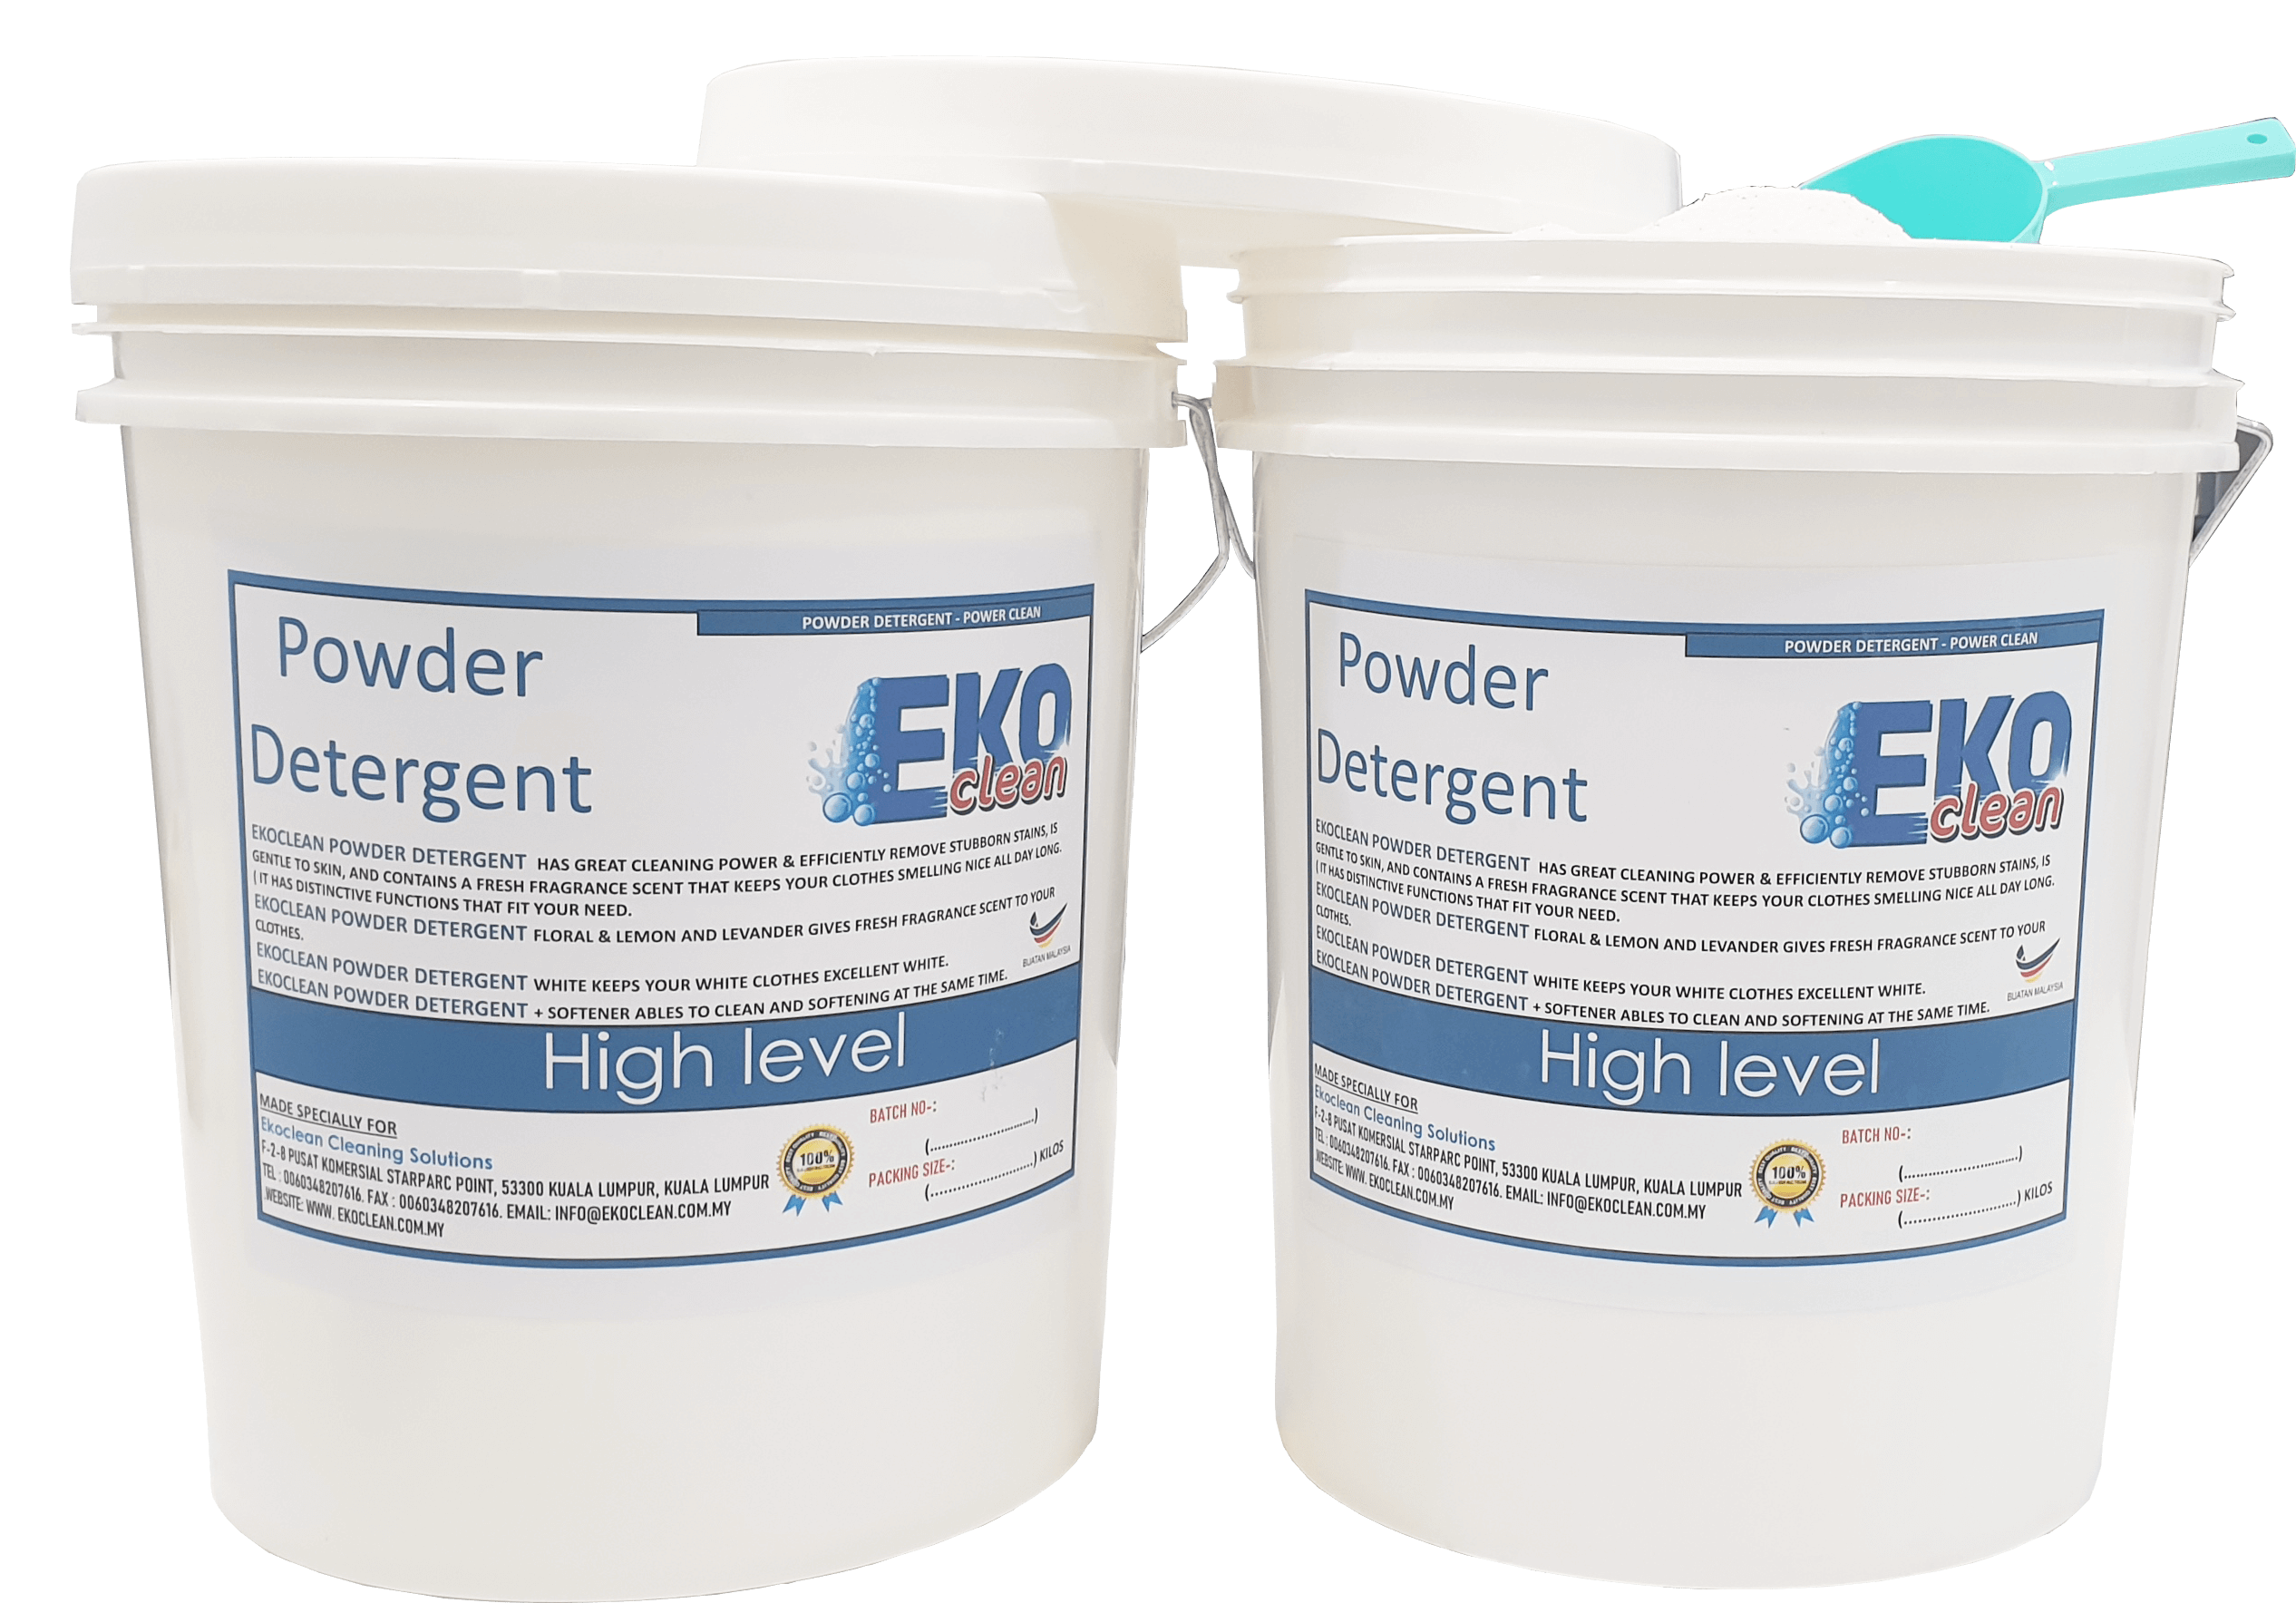 POWDER DETERGENT - POWER CLEAN
Powder
Detergent
EKO
clean
EKOCLEAN POWDER DETERGENT HAS GREAT CLEANING POWER & EFFICIENTLY REMOVE STUBBORN STAINS, IS
GENTLE TO SKIN, AND CONTAINS A FRESH FRAGRANCE SCENT THAT KEEPS YOUR CLOTHES SMELLING NICE ALL DAY LONG.
( IT HAS DISTINCTIVE FUNCTIONS THAT FIT YOUR NEED.
EKOCLEAN POWDER DETERGENT FLORAL & LEMON AND LEVANDER GIVES FRESH FRAGRANCE SCENT TO YOUR
CLOTHES.
EKOCLEAN POWDER DETERGENT WHITE KEEPS YOUR WHITE CLOTHES EXCELLENT WHITE.
EKOCLEAN POWDER DETERGENT + SOFTENER ABLES TO CLEAN AND SOFTENING AT THE SAME TIME.
BUATAN MALAYSIA
High level
MADE SPECIALLY FOR
Ekoclean Cleaning Solutions
F-2-8 PUSAT KOMERSIAL STARPARC POINT, 53300 KUALA LUMPUR, KUALA LUMPUR
TEL : 0060348207616. FAX : 0060348207616. EMAIL: INFO@EKOCLEAN.COM.MY
.WEBSITE: WWW. EKOCLEAN.COM.MY
100%
BATCH NO-:
(..............................)
PACKING SIZE-:
(..............................) KILOS
POWDER DETERGENT - POWER CLEAN
Powder
Detergent
EKO
clean
EKOCLEAN POWDER DETERGENT HAS GREAT CLEANING POWER & EFFICIENTLY REMOVE STUBBORN STAINS, IS
GENTLE TO SKIN, AND CONTAINS A FRESH FRAGRANCE SCENT THAT KEEPS YOUR CLOTHES SMELLING NICE ALL DAY LONG.
( IT HAS DISTINCTIVE FUNCTIONS THAT FIT YOUR NEED.
EKOCLEAN POWDER DETERGENT FLORAL & LEMON AND LEVANDER GIVES FRESH FRAGRANCE SCENT TO YOUR
CLOTHES.
EKOCLEAN POWDER DETERGENT WHITE KEEPS YOUR WHITE CLOTHES EXCELLENT WHITE.
EKOCLEAN POWDER DETERGENT + SOFTENER ABLES TO CLEAN AND SOFTENING AT THE SAME TIME.
BUATAN MALAYSIA
High level
MADE SPECIALLY FOR
Ekoclean Cleaning Solutions
F-2-8 PUSAT KOMERSIAL STARPARC POINT, 53300 KUALA LUMPUR, KUALA LUMPUR
TEL : 0060348207616. FAX : 0060348207616. EMAIL: INFO@EKOCLEAN.COM.MY
.WEBSITE: WWW. EKOCLEAN.COM.MY
100%
BATCH NO-:
(..............................)
PACKING SIZE-:
(..............................) KILOS